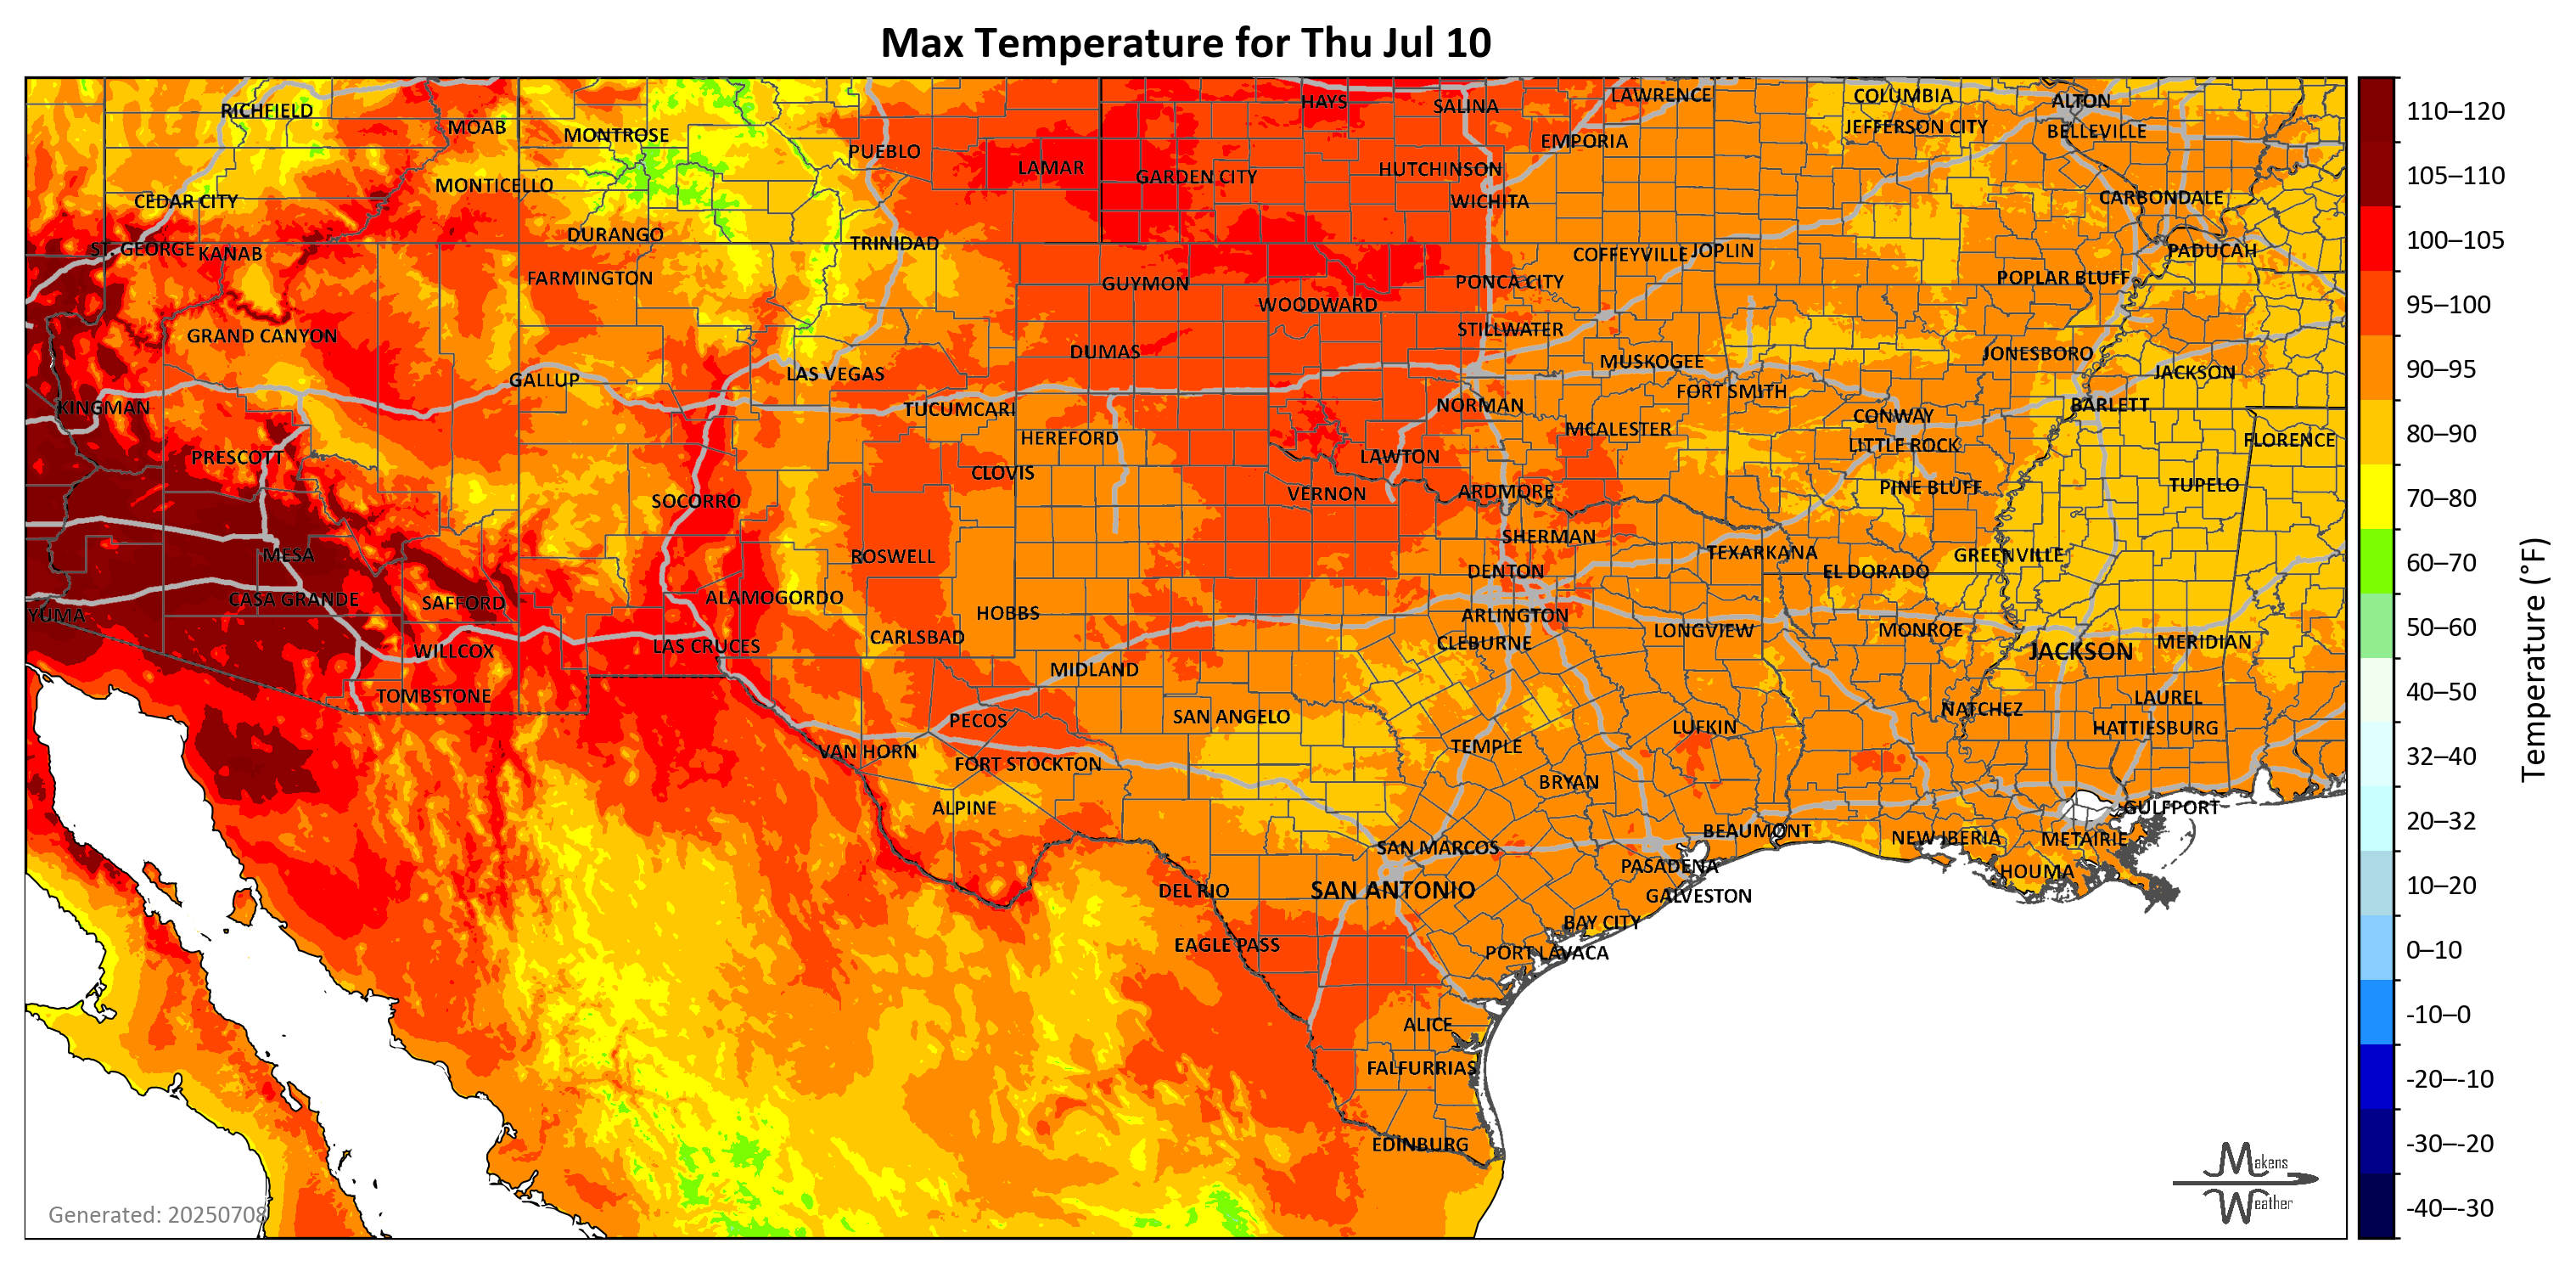 Max Temperature for Thu Jul 10
RICHFIELD
MOAB
MONTROSE
PUEBLO
LAMAR
HAYS
SALINA
LAWRENCE
COLUMBIA
ALTON
JEFFERSON CITY
BELLEVILLE
EMPORIA
GARDEN CITY
HUTCHINSON
MONTICELLO
CEDAR CITY
WICHITA
CARBONDALE
DURANGO
TRINIDAD
ST. GEORGE
KANAB
COFFEYVILLE
JOPLIN
PADUCAH
FARMINGTON
GUYMON
PONCA CITY
POPLAR BLUFF
WOODWARD
GRAND CANYON
STILLWATER
DUMAS
MUSKOGEE
JONESBORO
GALLUP
LAS VEGAS
FORT SMITH
JACKSON
KINGMAN
TUCUMCARI
NORMAN
CONWAY
BARLETT
HEREFORD
MCALESTER
LITTLE ROCK
FLORENCE
PRESCOTT
CLOVIS
LAWTON
SOCORRO
VERNON
ARDMORE
PINE BLUFF
TUPELO
MESA
ROSWELL
SHERMAN
TEXARKANA
GREENVILLE
DENTON
EL DORADO
CASA GRANDE
SAFFORD
ALAMOGORDO
YUMA
HOBBS
ARLINGTON
LAS CRUCES
CARLSBAD
CLEBURNE
LONGVIEW
MONROE
MERIDIAN
WILLCOX
JACKSON
MIDLAND
TOMBSTONE
LAUREL
PECOS
SAN ANGELO
NATCHEZ
LUFKIN
HATTIESBURG
VAN HORN
TEMPLE
FORT STOCKTON
BRYAN
ALPINE
GULFPORT
BEAUMONT
NEW IBERIA
METAIRIE
SAN MARCOS
PASADENA
HOUMA
DEL RIO
SAN ANTONIO
GALVESTON
BAY CITY
EAGLE PASS
PORT LAVACA
ALICE
FALFURRIAS
EDINBURG
Generated: 20250708
Makens
Weather
110–120
105–110
100–105
95–100
90–95
80–90
70–80
60–70
50–60
40–50
32–40
20–32
10–20
0–10
-10–0
-20–-10
-30–-20
-40–-30
Temperature (°F)